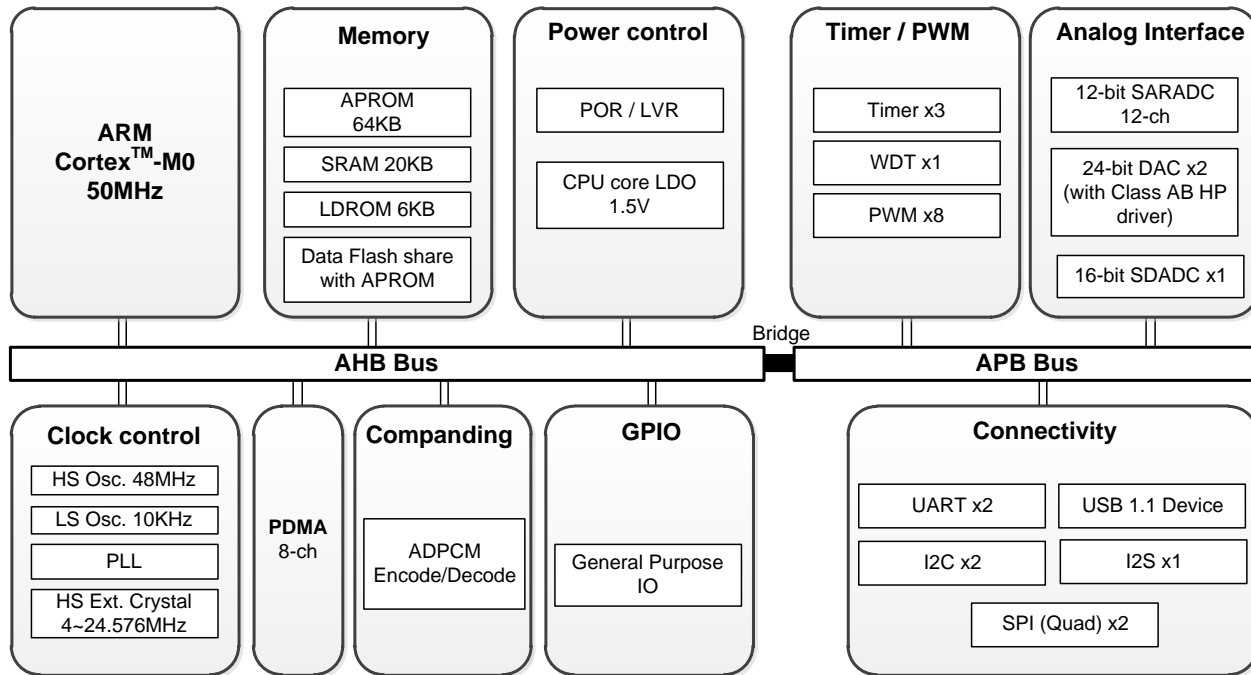 ARM
Cortex™-M0
50MHz
Memory
APROM
64KB
SRAM 20KB
LDROM 6KB
Data Flash share
with APROM
Power control
POR / LVR
CPU core LDO
1.5V
Timer / PWM
Timer x3
WDT x1
PWM x8
Analog Interface
12-bit SARADC
12-ch
24-bit DAC x2
(with Class AB HP
driver)
16-bit SDADC x1
AHB Bus
Bridge
APB Bus
Clock control
HS Osc. 48MHz
LS Osc. 10KHz
PLL
HS Ext. Crystal
4~24.576MHz
PDMA
8-ch
Companding
ADPCM
Encode/Decode
GPIO
General Purpose
IO
Connectivity
UART x2
USB 1.1 Device
I2C x2
I2S x1
SPI (Quad) x2